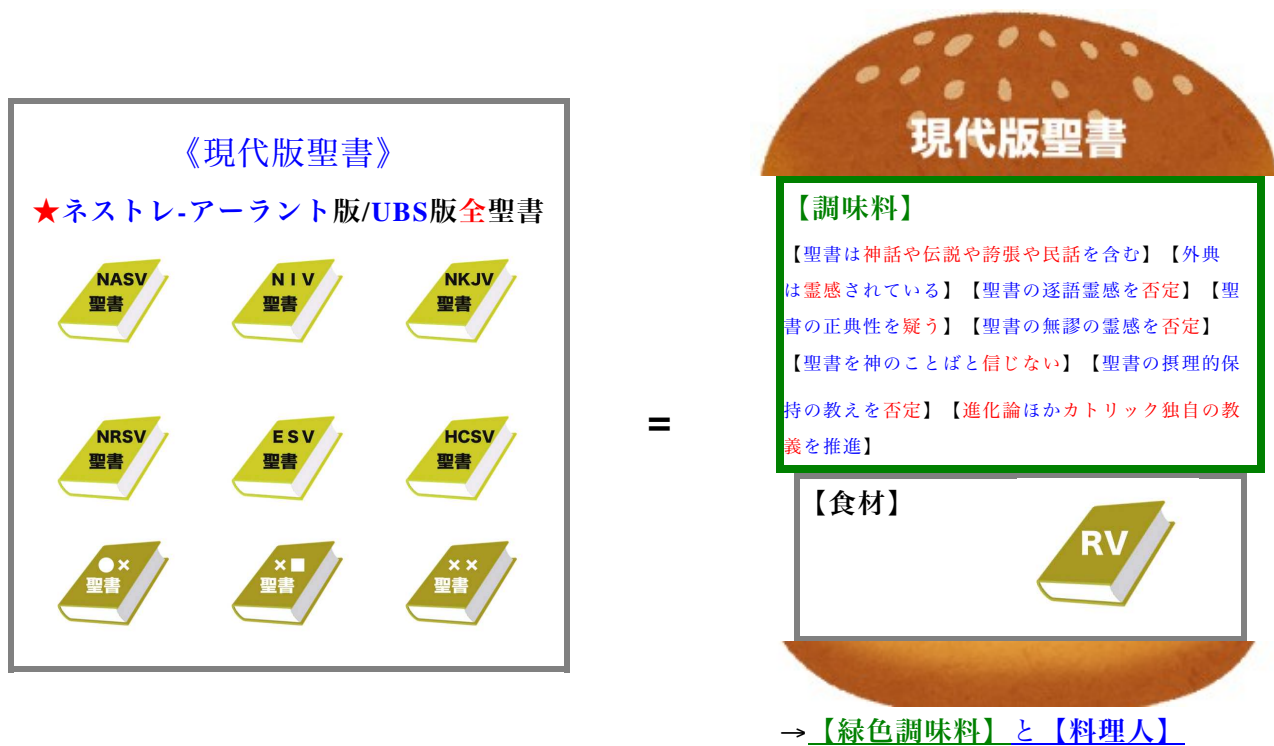 《現代版聖書》
★ネストレ-アーラント版/UBS版全聖書
NASV
聖書
NIV
聖書
NKJV
聖書
NRSV
聖書
ESV
聖書
HCSV
聖書
●×
聖書
×■
聖書
××
聖書
=
現代版聖書
【調味料】
【聖書は神話や伝説や誇張や民話を含む】【外典
は霊感されている】【聖書の逐語霊感を否定】【聖
書の正典性を疑う】【聖書の無謬の霊感を否定】
【聖書を神のことばと信じない】【聖書の摂理的保
持の教えを否定】【進化論ほかカトリック独自の教
義を推進】
【食材】
RV
→【緑色調味料】と【料理人】